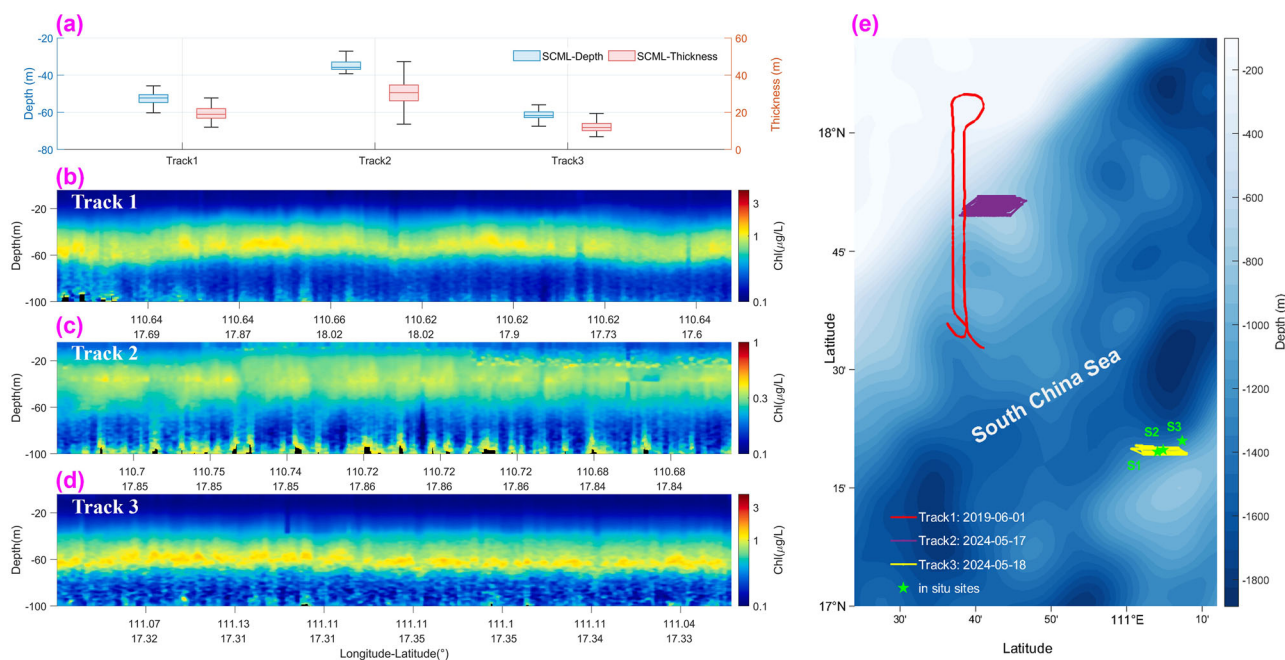 (a)
-20
-40
-60
-80
Depth (m)
SCML-Depth SCML-Thickness
60
40
20
0
Thickness (m)
Track1 Track2 Track3
(b)
Track 1
-20
-60
-100
Depth(m)
3
1
0.1
Chl(μg/L)
110.64 110.64 110.66 110.62 110.62 110.62 110.64
17.69 17.87 18.02 18.02 17.9 17.73 17.6
(c)
Track 2
-20
-60
-100
Depth(m)
1
0.3
0.1
Chl(μg/L)
110.7 110.75 110.74 110.72 110.72 110.72 110.68 110.68
17.85 17.85 17.85 17.86 17.86 17.86 17.84 17.84
(d)
Track 3
-20
-60
-100
Depth(m)
3
1
0.1
Chl(μg/L)
111.07 111.13 111.11 111.11 111.1 111.11 111.04
17.32 17.31 17.31 17.35 17.35 17.34 17.33
Longitude-Latitude(°)
(e)
18°N
45'
30'
15'
17°N
Latitude
South China Sea
S3
S2
S1
Track1: 2019-06-01
Track2: 2024-05-17
Track3: 2024-05-18
in situ sites
30' 40' 50' 111°E 10'
Latitude
-200
-400
-600
-800
-1000
-1200
-1400
-1600
-1800
Depth (m)